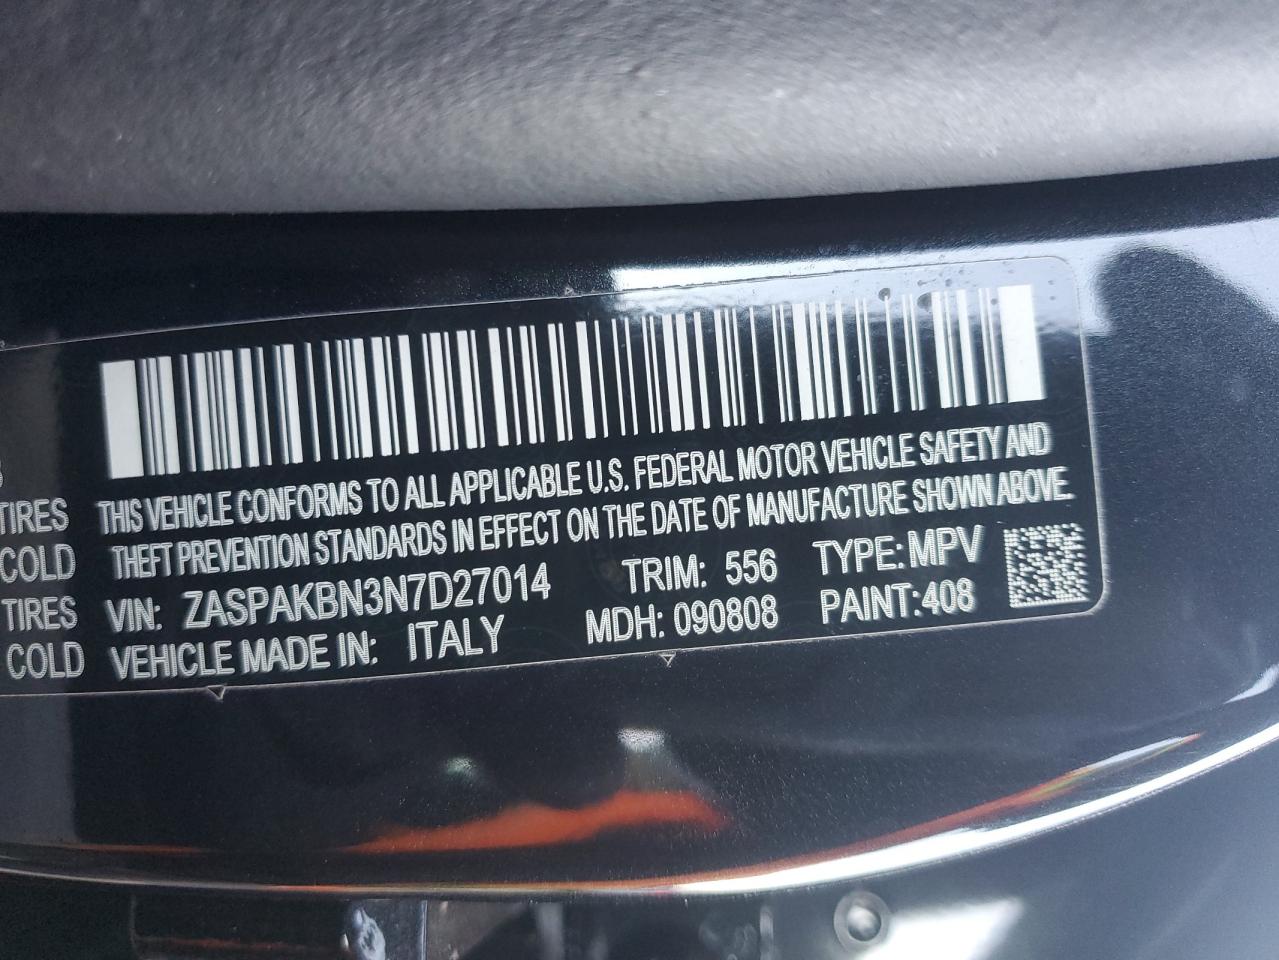 TIRES
COLD
TIRES
COLD
THIS VEHICLE CONFORMS TO ALL APPLICABLE U.S. FEDERAL MOTOR VEHICLE SAFETY AND
THEFT PREVENTION STANDARDS IN EFFECT ON THE DATE OF MANUFACTURE SHOWN ABOVE.
VIN: ZASPAKBN3N7D27014 TRIM: 556 TYPE: MPV
VEHICLE MADE IN: ITALY MDH: 090808 PAINT: 408